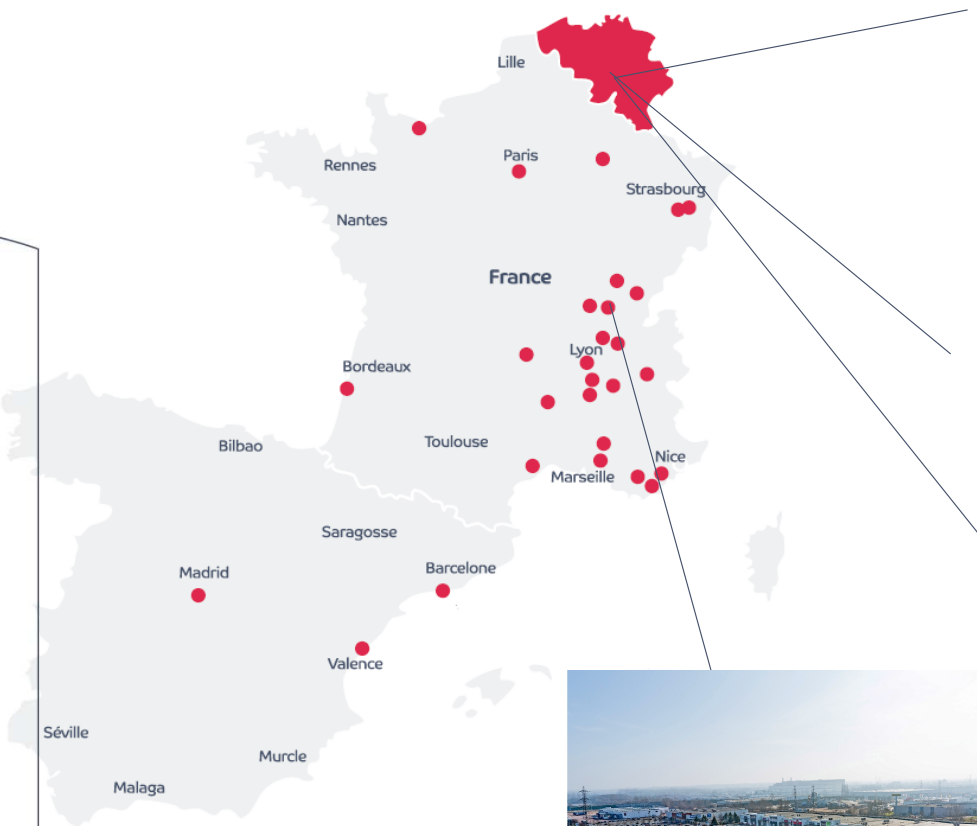 Lille
Paris
Rennes
Strasbourg
Nantes
France
Lyon
Bordeaux
Toulouse
Bilbao
Nice
Marseille
Saragosse
Barcelone
Madrid
Valence
Séville
Murcle
Malaga